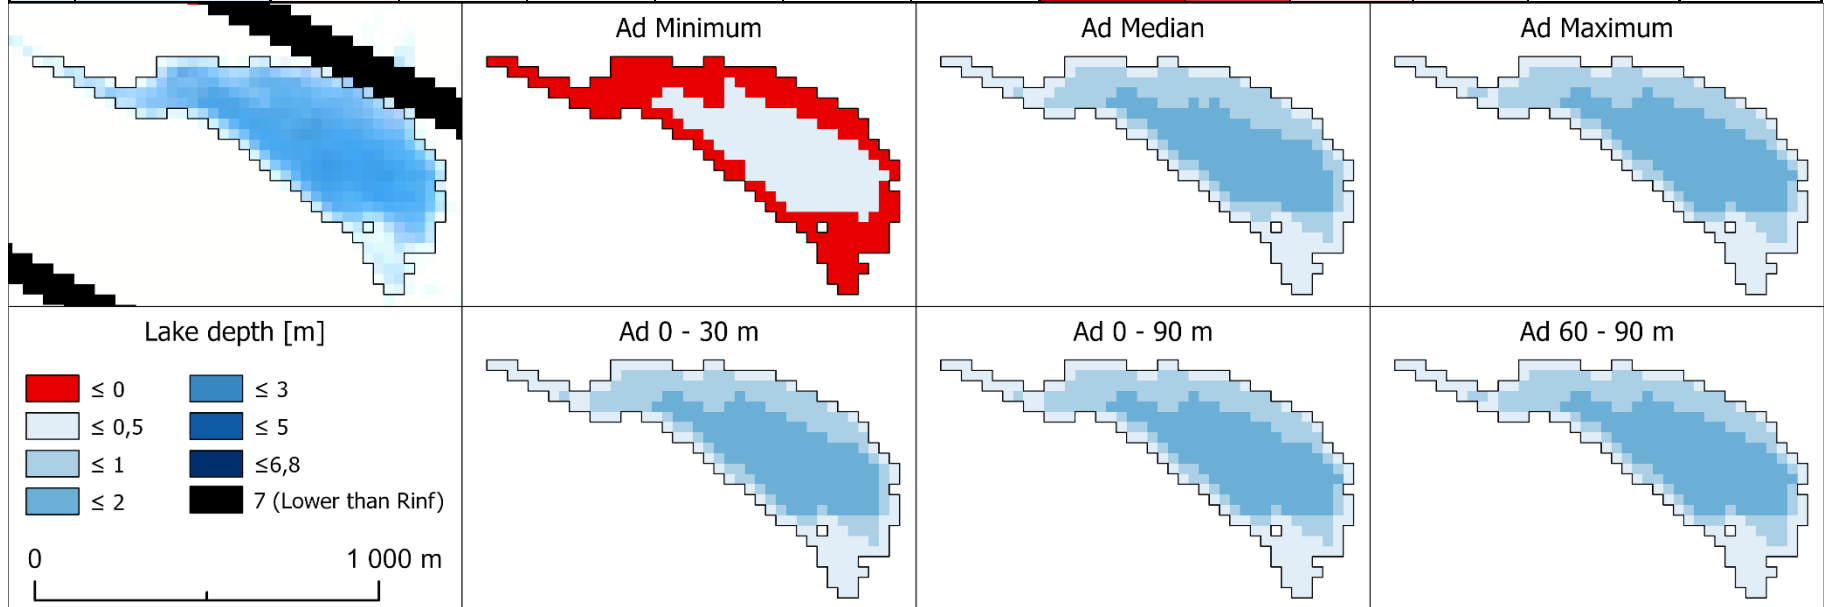 Ad Minimum
Ad Median
Ad Maximum
Lake depth [m]
Ad 0 - 30 m
Ad 0 - 90 m
Ad 60 - 90 m
≤ 0
≤ 3
≤ 0,5
≤ 5
≤ 1
≤6,8
≤ 2
7 (Lower than Rinf)
0
1 000 m